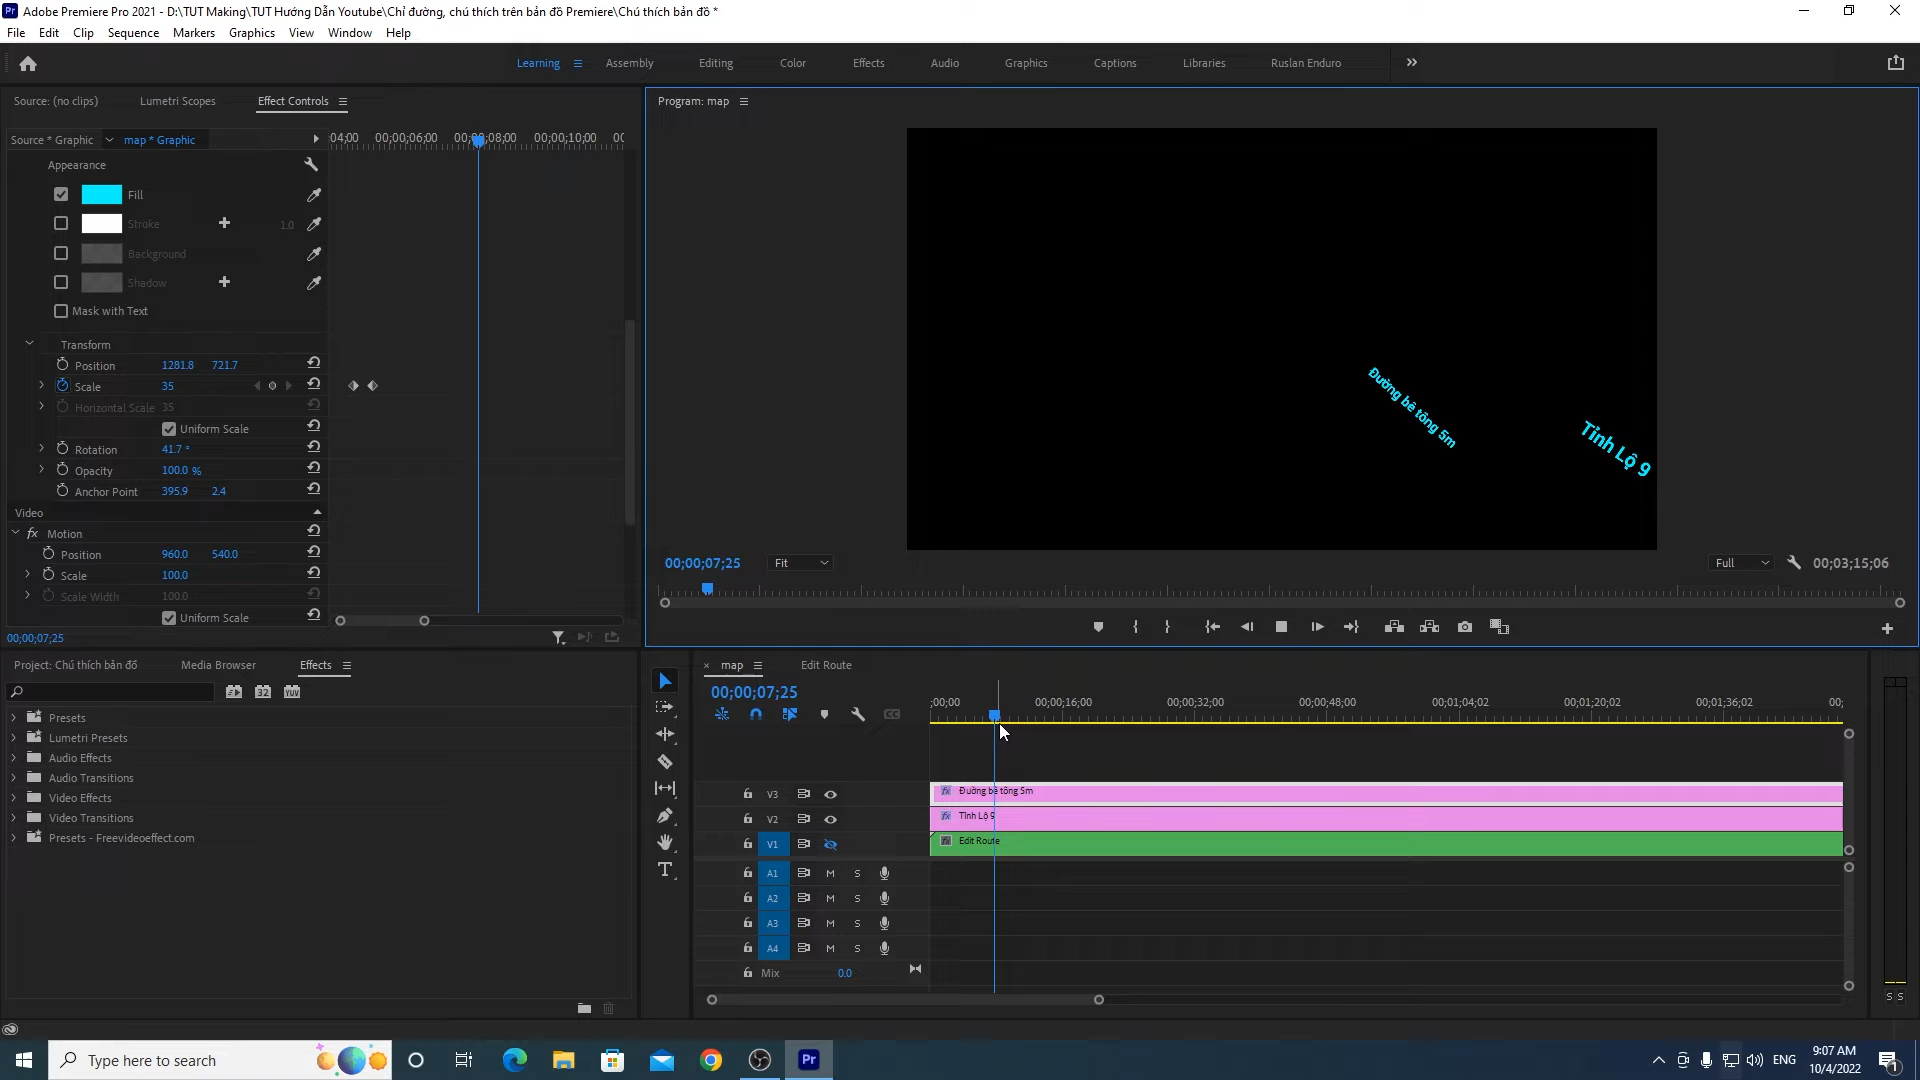 Adobe Premiere Pro 2021 - D:\TUT Making\TUT Hướng Dẫn Youtube\Chỉ đường, chú thích trên bản đồ Premiere\Chú thích bản đồ *
File Edit Clip Sequence Markers Graphics View Window Help
Learning Assembly Editing Color Effects Audio Graphics Captions Libraries Ruslan Enduro
Source: (no clips) Lumetri Scopes Effect Controls
Program: map
Source * Graphic map * Graphic
04;00 00;00;06;00 00;00;08;00 00;00;10;00
Appearance
Fill
Stroke 1.0
Background
Shadow
Mask with Text
Transform
Position 1281.8 721.7
Scale 35
Horizontal Scale 35
Uniform Scale
Rotation 41.7 °
Opacity 100.0 %
Anchor Point 395.9 2.4
Video
fx Motion
Position 960.0 540.0
Scale 100.0
Scale Width 100.0
Uniform Scale
00;00;07;25
Đường bê tông 5m
Tỉnh Lộ 9
00;00;07;25 Fit Full 00;03;15;06
Project: Chú thích bản đồ Media Browser Effects
32 YUV
Presets
Lumetri Presets
Audio Effects
Audio Transitions
Video Effects
Video Transitions
Presets - Freevideoeffect.com
× map Edit Route
00;00;07;25
;00;00 00;00;16;00 00;00;32;00 00;00;48;00 00;01;04;02 00;01;20;02 00;01;36;02 00;
V3 fx Đường bê tông 5m
V2 fx Tỉnh Lộ 9
V1 fx Edit Route
A1 M S
A2 M S
A3 M S
A4 M S
Mix 0.0
S S
Type here to search
Pr
ENG
9:07 AM
10/4/2022
1